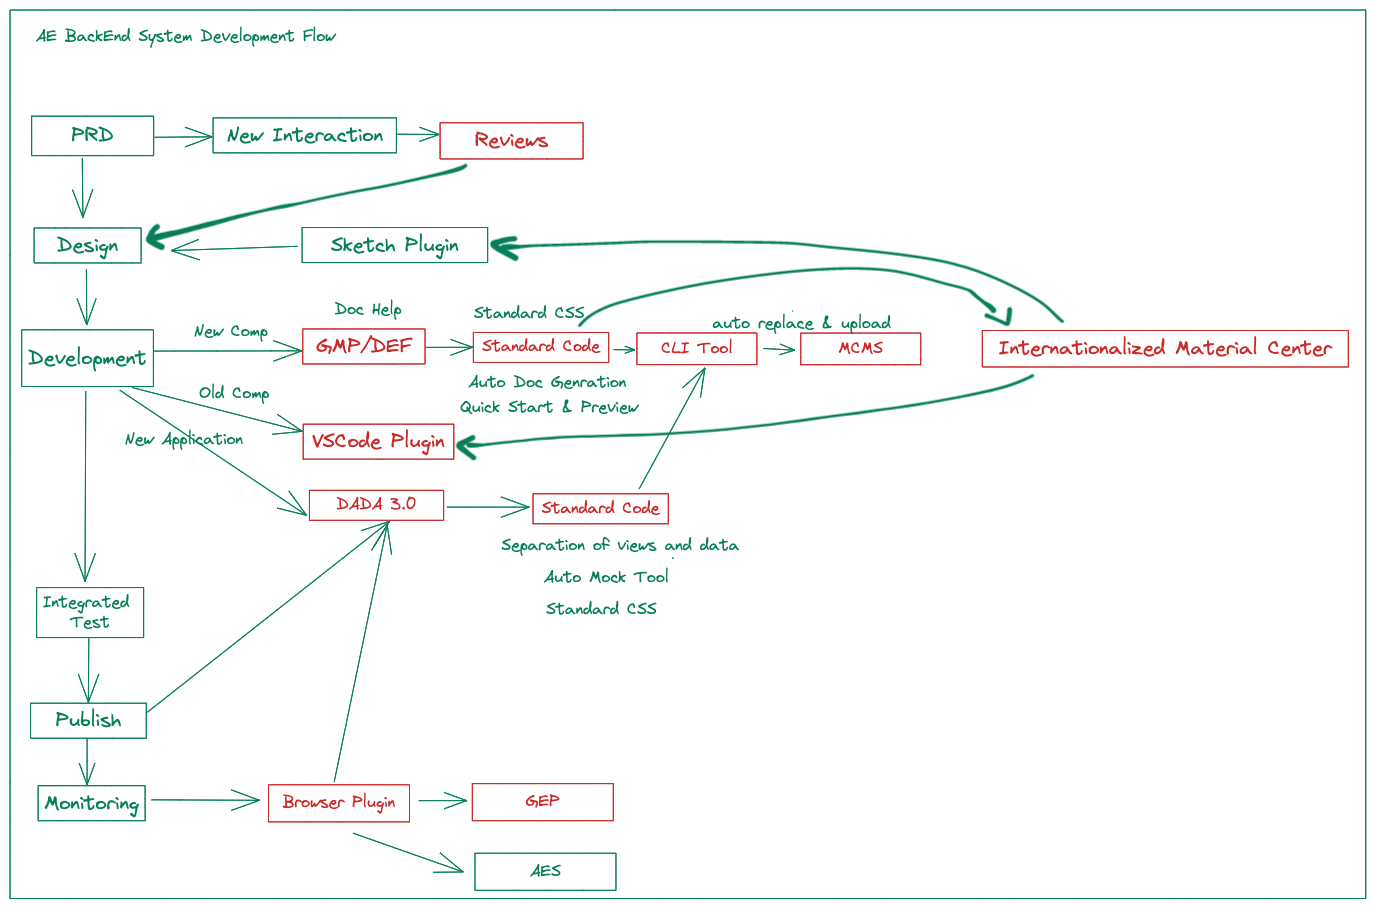 AE BackEnd System Development Flow
PRD
New Interaction
Reviews
Design
Sketch Plugin
Doc Help
Standard CSS
New Comp
auto replace & upload
Development
GMP/DEF
Standard Code
CLI Tool
MCMS
Internationalized Material Center
Old Comp
Auto Doc Genration
Quick Start & Preview
New Application
VSCode Plugin
DADA 3.0
Standard Code
Separation of views and data
Auto Mock Tool
Standard CSS
Integrated
Test
Publish
Monitoring
Browser Plugin
GEP
AES